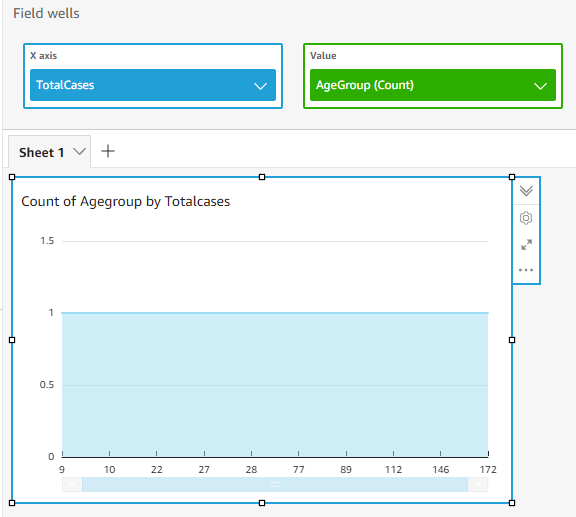 Field wells
X axis
Value
TotalCases
AgeGroup (Count)
Sheet 1
Count of Agegroup by Totalcases
1.5
1
0.5
0
9 10 22 27 28 77 89 112 146 172